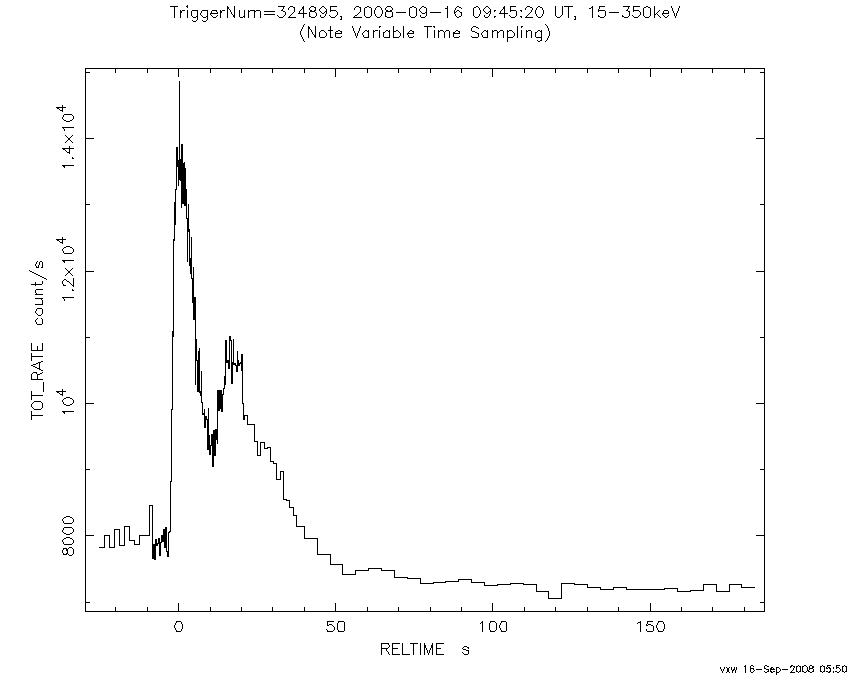 TriggerNum=324895, 2008-09-16 09:45:20 UT, 15-350keV
(Note Variable Time Sampling)
TOT_RATE count/s
1.4×10⁴
1.2×10⁴
10⁴
8000
0 50 100 150
RELTIME s
vxw 16-Sep-2008 05:50